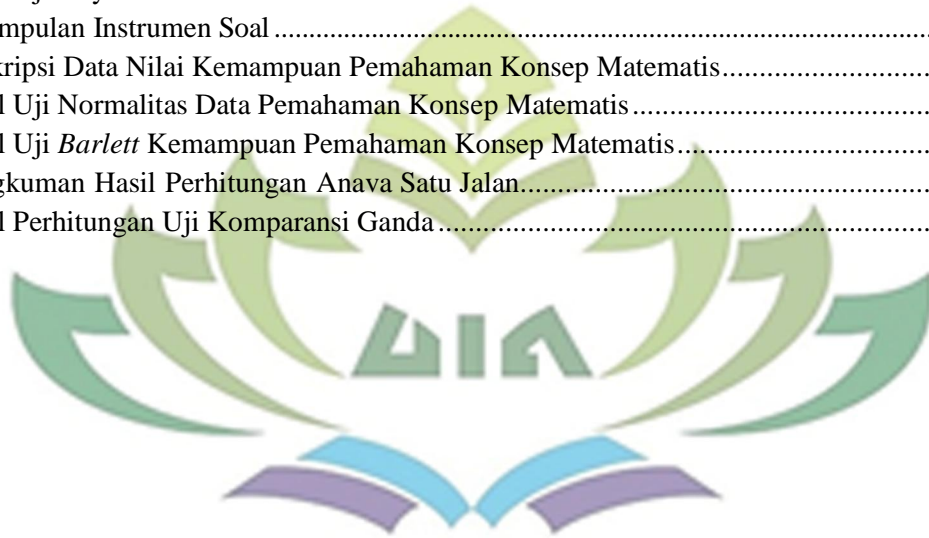 mpulan Instrumen Soal
kripsi Data Nilai Kemampuan Pemahaman Konsep Matematis
l Uji Normalitas Data Pemahaman Konsep Matematis
l Uji Barlett Kemampuan Pemahaman Konsep Matematis
gkuman Hasil Perhitungan Anava Satu Jalan
l Perhitungan Uji Komparansi Ganda
UIN